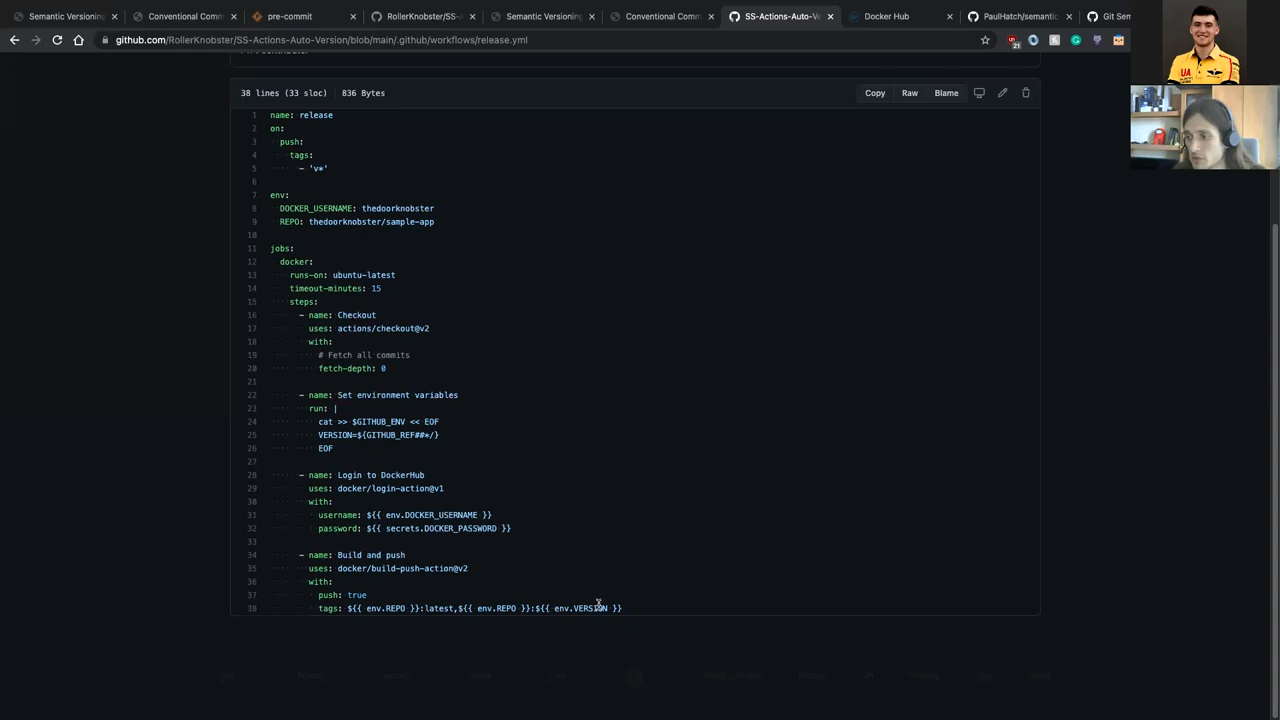 Semantic Versioning
Conventional Comm
pre-commit
RollerKnobster/SS-
Semantic Versioning
Conventional Comm
SS-Actions-Auto-Ve
Docker Hub
PaulHatch/semantic
Git Sem
github.com/RollerKnobster/SS-Actions-Auto-Version/blob/main/.github/workflows/release.yml
21
38 lines (33 sloc) 836 Bytes
Copy Raw Blame
1 name: release
2 on:
3 push:
4 tags:
5 - 'v*'
6
7 env:
8 DOCKER_USERNAME: thedoorknobster
9 REPO: thedoorknobster/sample-app
10
11 jobs:
12 docker:
13 runs-on: ubuntu-latest
14 timeout-minutes: 15
15 steps:
16 - name: Checkout
17 uses: actions/checkout@v2
18 with:
19 # Fetch all commits
20 fetch-depth: 0
21
22 - name: Set environment variables
23 run: |
24 cat >> $GITHUB_ENV << EOF
25 VERSION=${GITHUB_REF##*/}
26 EOF
27
28 - name: Login to DockerHub
29 uses: docker/login-action@v1
30 with:
31 username: ${{ env.DOCKER_USERNAME }}
32 password: ${{ secrets.DOCKER_PASSWORD }}
33
34 - name: Build and push
35 uses: docker/build-push-action@v2
36 with:
37 push: true
38 tags: ${{ env.REPO }}:latest,${{ env.REPO }}:${{ env.VERSION }}
UA